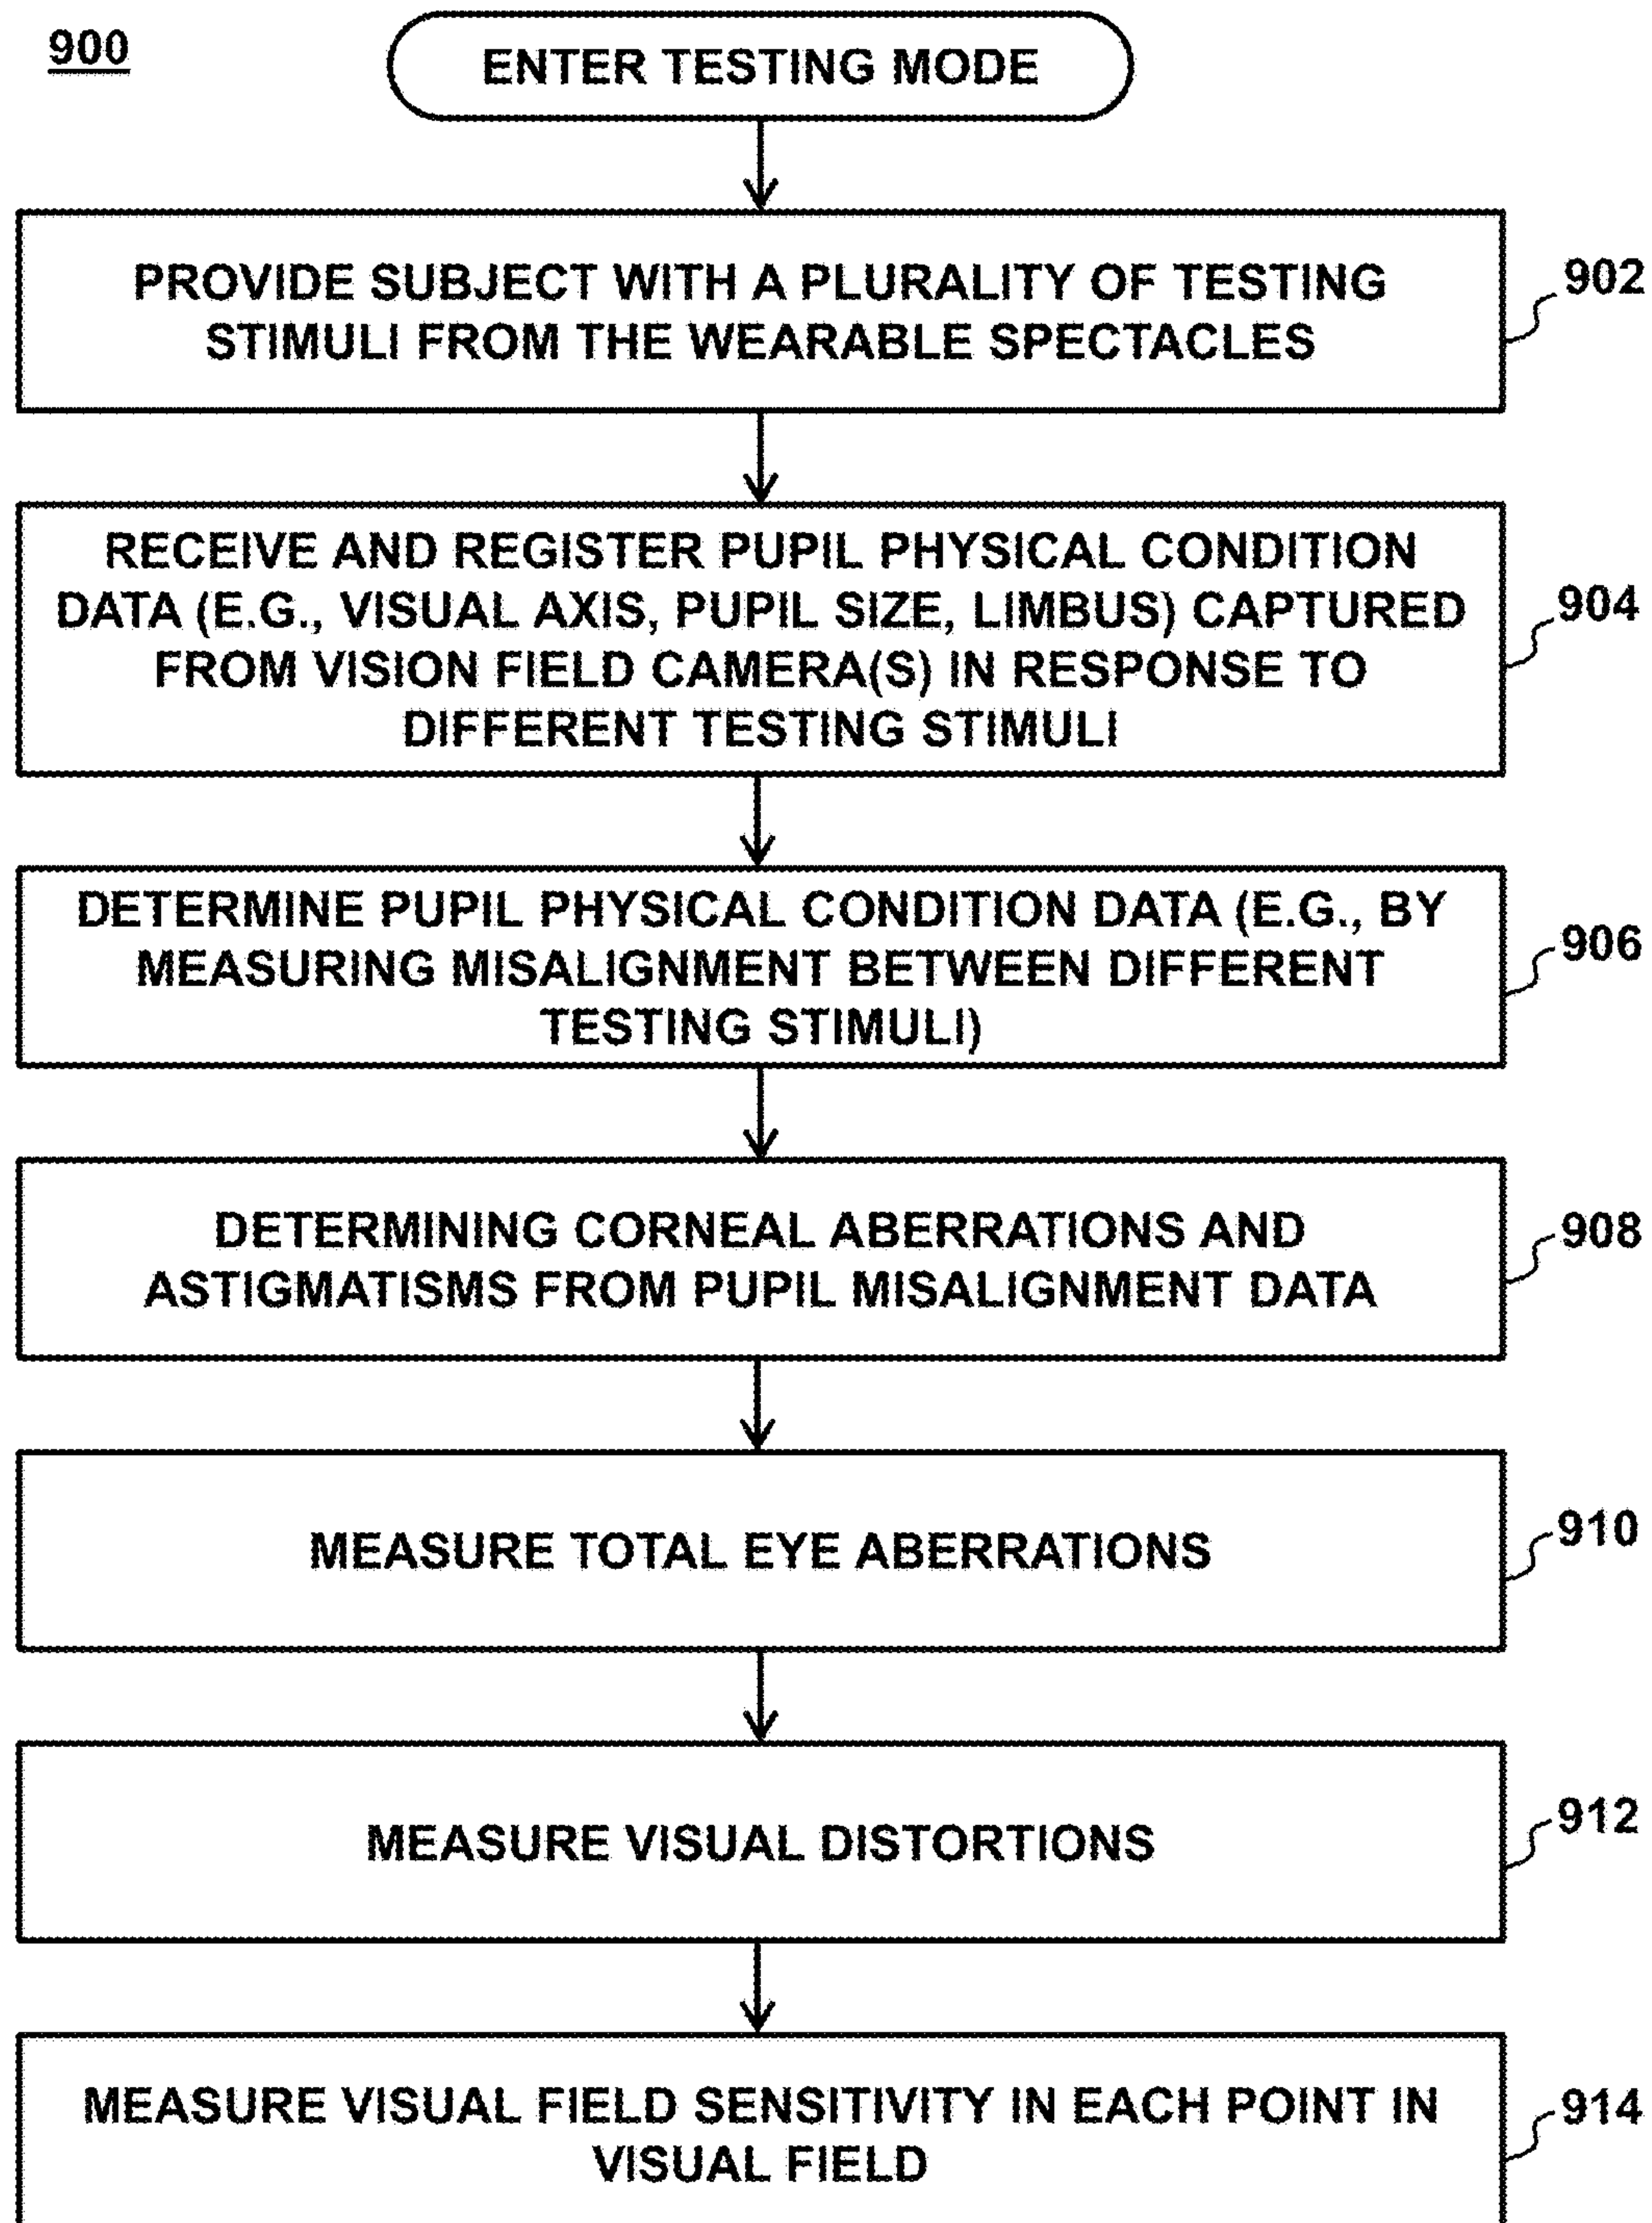 900
ENTER TESTING MODE
PROVIDE SUBJECT WITH A PLURALITY OF TESTING
STIMULI FROM THE WEARABLE SPECTACLES
902
RECEIVE AND REGISTER PUPIL PHYSICAL CONDITION
DATA (E.G., VISUAL AXIS, PUPIL SIZE, LIMBUS) CAPTURED
FROM VISION FIELD CAMERA(S) IN RESPONSE TO
DIFFERENT TESTING STIMULI
904
DETERMINE PUPIL PHYSICAL CONDITION DATA (E.G., BY
MEASURING MISALIGNMENT BETWEEN DIFFERENT
TESTING STIMULI)
906
DETERMINING CORNEAL ABERRATIONS AND
ASTIGMATISMS FROM PUPIL MISALIGNMENT DATA
908
MEASURE TOTAL EYE ABERRATIONS
910
MEASURE VISUAL DISTORTIONS
912
MEASURE VISUAL FIELD SENSITIVITY IN EACH POINT IN
VISUAL FIELD
914